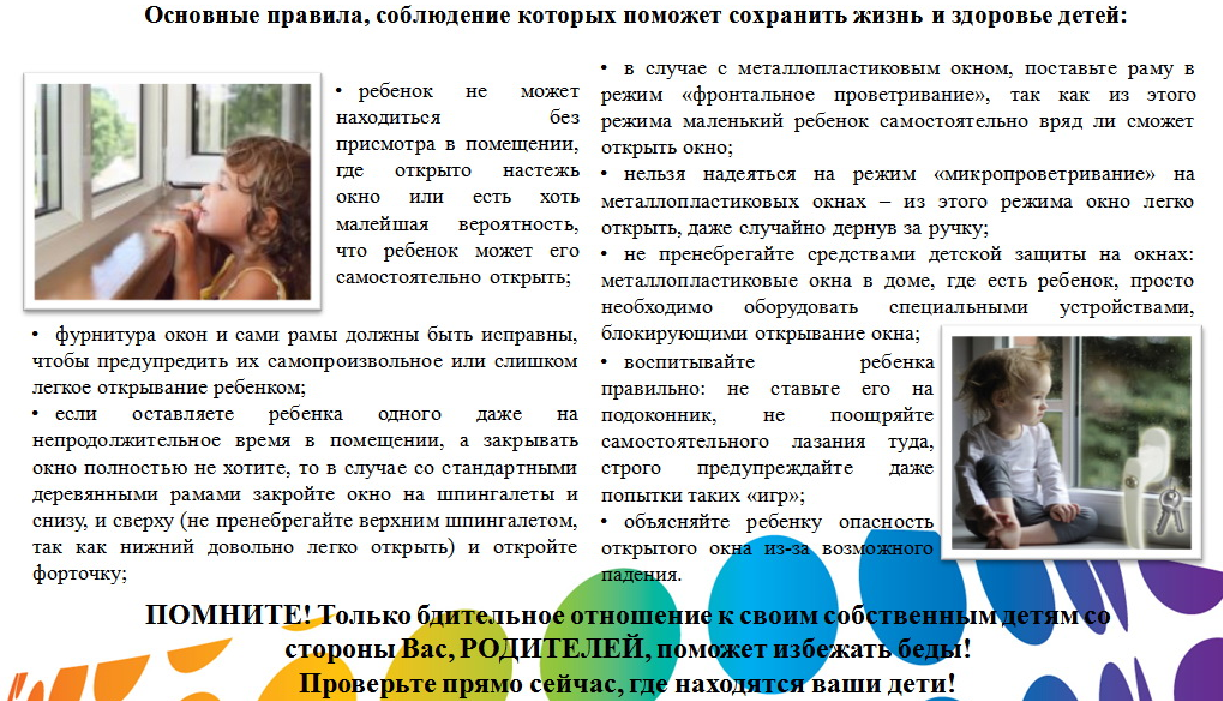 Основные правила, соблюдение которых поможет сохранить жизнь и здоровье детей:
• ребенок не может
находиться без
присмотра в помещении,
где открыто настежь
окно или есть хоть
малейшая вероятность,
что ребенок может его
самостоятельно открыть;
• фурнитура окон и сами рамы должны быть исправны,
чтобы предупредить их самопроизвольное или слишком
легкое открывание ребенком;
• если оставляете ребенка одного даже на
непродолжительное время в помещении, а закрывать
окно полностью не хотите, то в случае со стандартными
деревянными рамами закройте окно на шпингалеты и
снизу, и сверху (не пренебрегайте верхним шпингалетом,
так как нижний довольно легко открыть) и откройте
форточку;
• в случае с металлопластиковым окном, поставьте раму в
режим «фронтальное проветривание», так как из этого
режима маленький ребенок самостоятельно вряд ли сможет
открыть окно;
• нельзя надеяться на режим «микропроветривание» на
металлопластиковых окнах – из этого режима окно легко
открыть, даже случайно дернув за ручку;
• не пренебрегайте средствами детской защиты на окнах:
металлопластиковые окна в доме, где есть ребенок, просто
необходимо оборудовать специальными устройствами,
блокирующими открывание окна;
• воспитывайте ребенка
правильно: не ставьте его на
подоконник, не поощряйте
самостоятельного лазания туда,
строго предупреждайте даже
попытки таких «игр»;
• объясняйте ребенку опасность
открытого окна из-за возможного
падения.
ПОМНИТЕ! Только бдительное отношение к своим собственным детям со
стороны Вас, РОДИТЕЛЕЙ, поможет избежать беды!
Проверьте прямо сейчас, где находятся ваши дети!